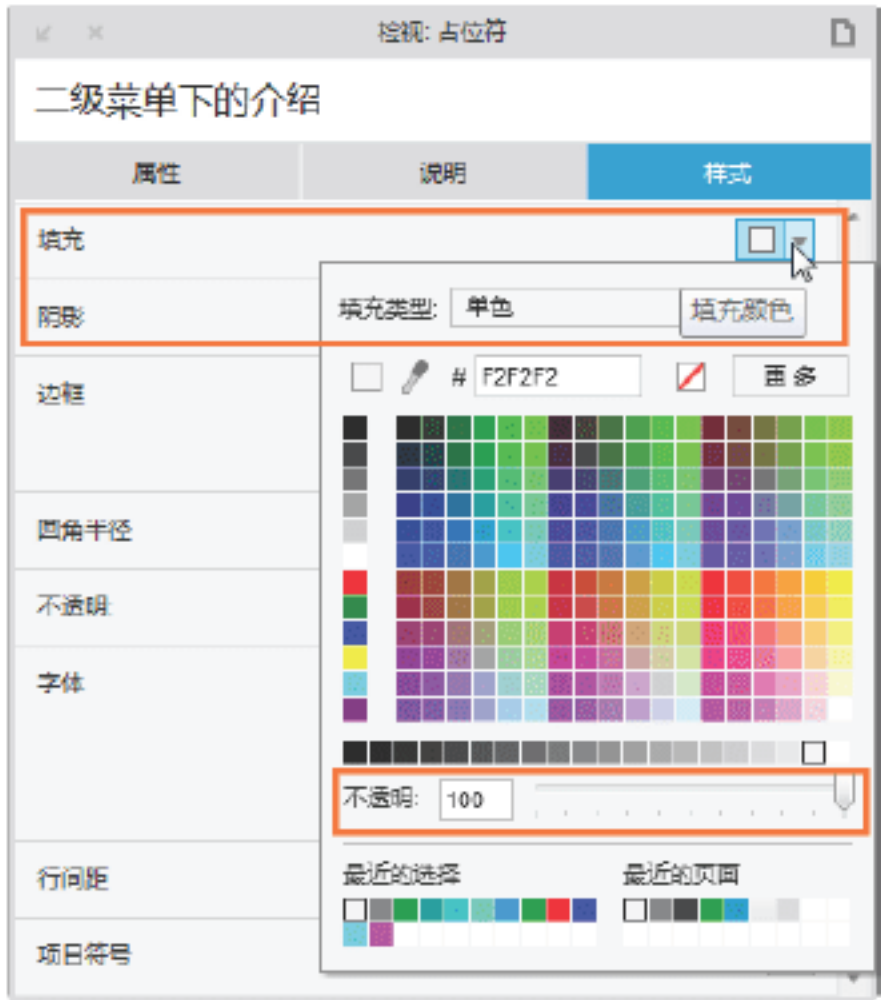 检视: 占位符
二级菜单下的介绍
属性 说明 样式
填充
阴影
填充类型: 单色 填充颜色
边框
# F2F2F2 更多
圆角半径
不透明:
字体
不透明: 100
行间距
最近的选择 最近的页面
项目符号